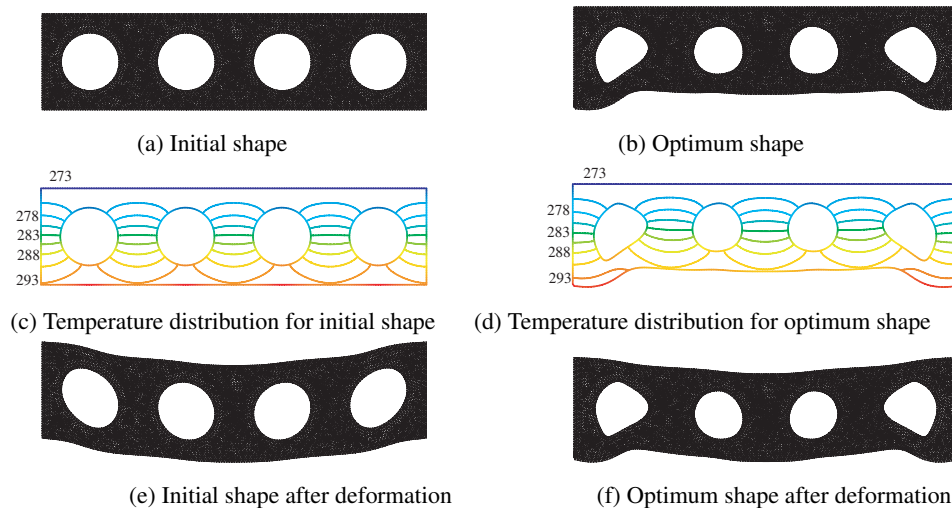 (a) Initial shape
(b) Optimum shape
273
278
283
288
293
273
278
283
288
293
(c) Temperature distribution for initial shape
(d) Temperature distribution for optimum shape
(e) Initial shape after deformation
(f) Optimum shape after deformation